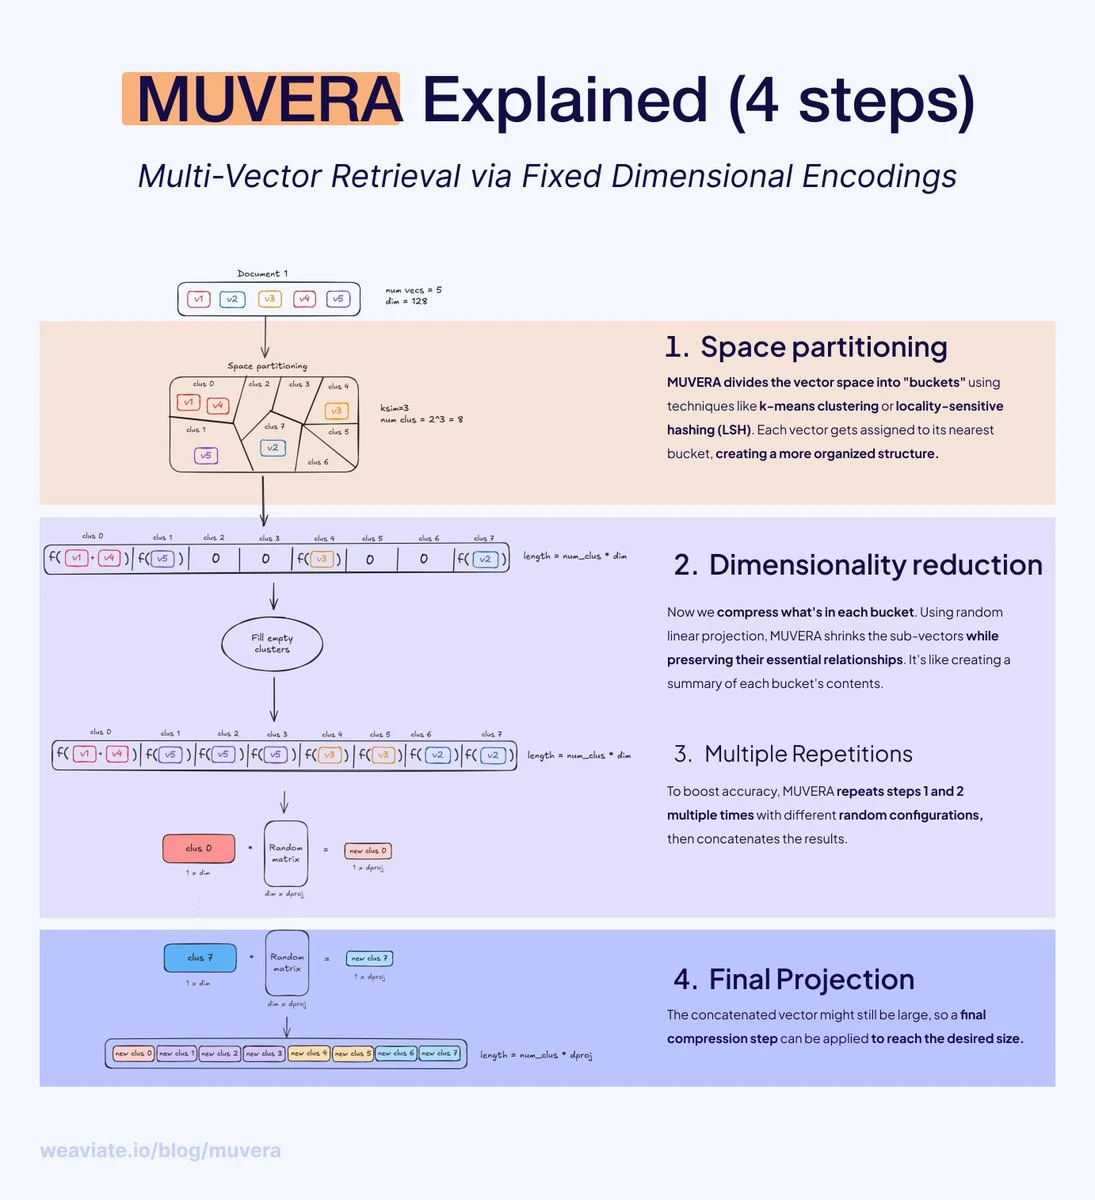 MUVERA Explained (4 steps)
Multi-Vector Retrieval via Fixed Dimensional Encodings
Document 1
v1 v2 v3 v4 v5
num vecs = 5
dim = 128
Space partitioning
clus 0 clus 2 clus 3 clus 4
v1 v4 v3
clus 1 clus 7 clus 5
v5 v2 clus 6
ksim=3
num clus = 2^3 = 8
1. Space partitioning
MUVERA divides the vector space into "buckets" using
techniques like k-means clustering or locality-sensitive
hashing (LSH). Each vector gets assigned to its nearest
bucket, creating a more organized structure.
clus 0 clus 1 clus 2 clus 3 clus 4 clus 5 clus 6 clus 7
f( v1 + v4 ) f( v5 ) 0 0 f( v3 ) 0 0 f( v2 )
length = num_clus * dim
Fill empty
clusters
clus 0 clus 1 clus 2 clus 3 clus 4 clus 5 clus 6 clus 7
f( v1 + v4 ) f( v5 ) f( v5 ) f( v5 ) f( v3 ) f( v3 ) f( v2 ) f( v2 )
length = num_clus * dim
clus 0 * Random matrix = new clus 0
1 x dim
dim x dproj
1 x dproj
2. Dimensionality reduction
Now we compress what's in each bucket. Using random
linear projection, MUVERA shrinks the sub-vectors while
preserving their essential relationships. It's like creating a
summary of each bucket's contents.
3. Multiple Repetitions
To boost accuracy, MUVERA repeats steps 1 and 2
multiple times with different random configurations,
then concatenates the results.
clus 7 * Random matrix = new clus 7
1 x dim
dim x dproj
1 x dproj
new clus 0 new clus 1 new clus 2 new clus 3 new clus 4 new clus 5 new clus 6 new clus 7
length = num_clus * dproj
4. Final Projection
The concatenated vector might still be large, so a final
compression step can be applied to reach the desired size.
weaviate.io/blog/muvera